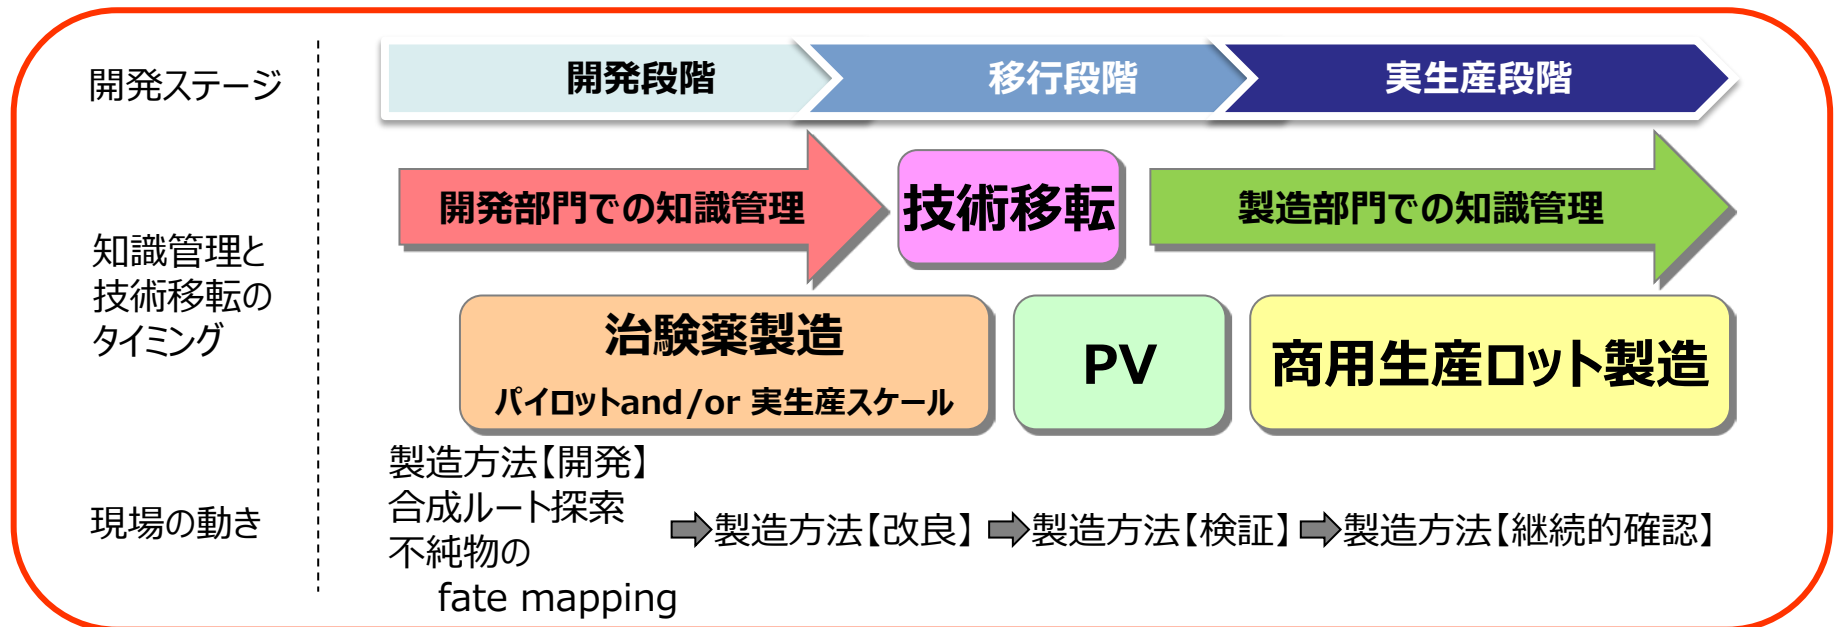 開発ステージ
開発段階
移行段階
実生産段階
知識管理と
技術移転の
タイミング
開発部門での知識管理
技術移転
製造部門での知識管理
治験薬製造
パイロットand/or 実生産スケール
PV
商用生産ロット製造
現場の動き
製造方法【開発】
合成ルート探索
不純物の
fate mapping
製造方法【改良】
製造方法【検証】
製造方法【継続的確認】